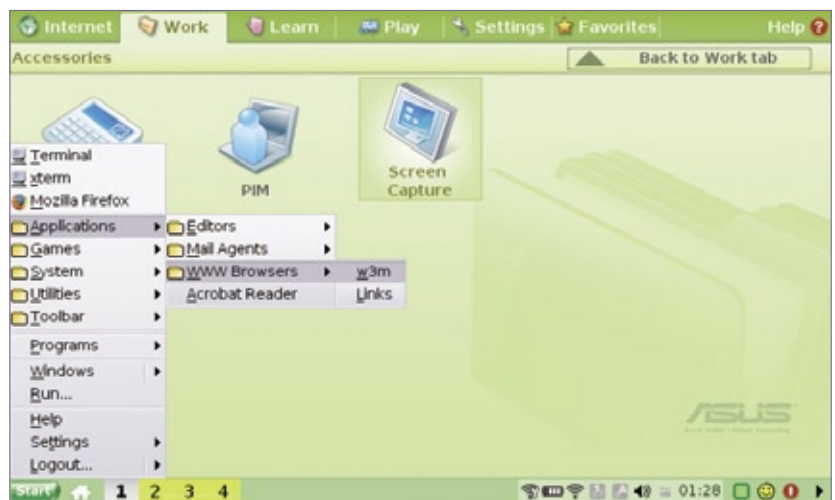 Internet Work Learn Play Settings Favorites Help
Accessories Back to Work tab
PIM
Screen
Capture
Terminal
xterm
Mozilla Firefox
Applications
Games
System
Utilities
Toolbar
Programs
Windows
Run...
Help
Settings
Logout...
Editors
Mail Agents
WWW Browsers
Acrobat Reader
w3m
Links
ASUS
Start 1 2 3 4 01:28